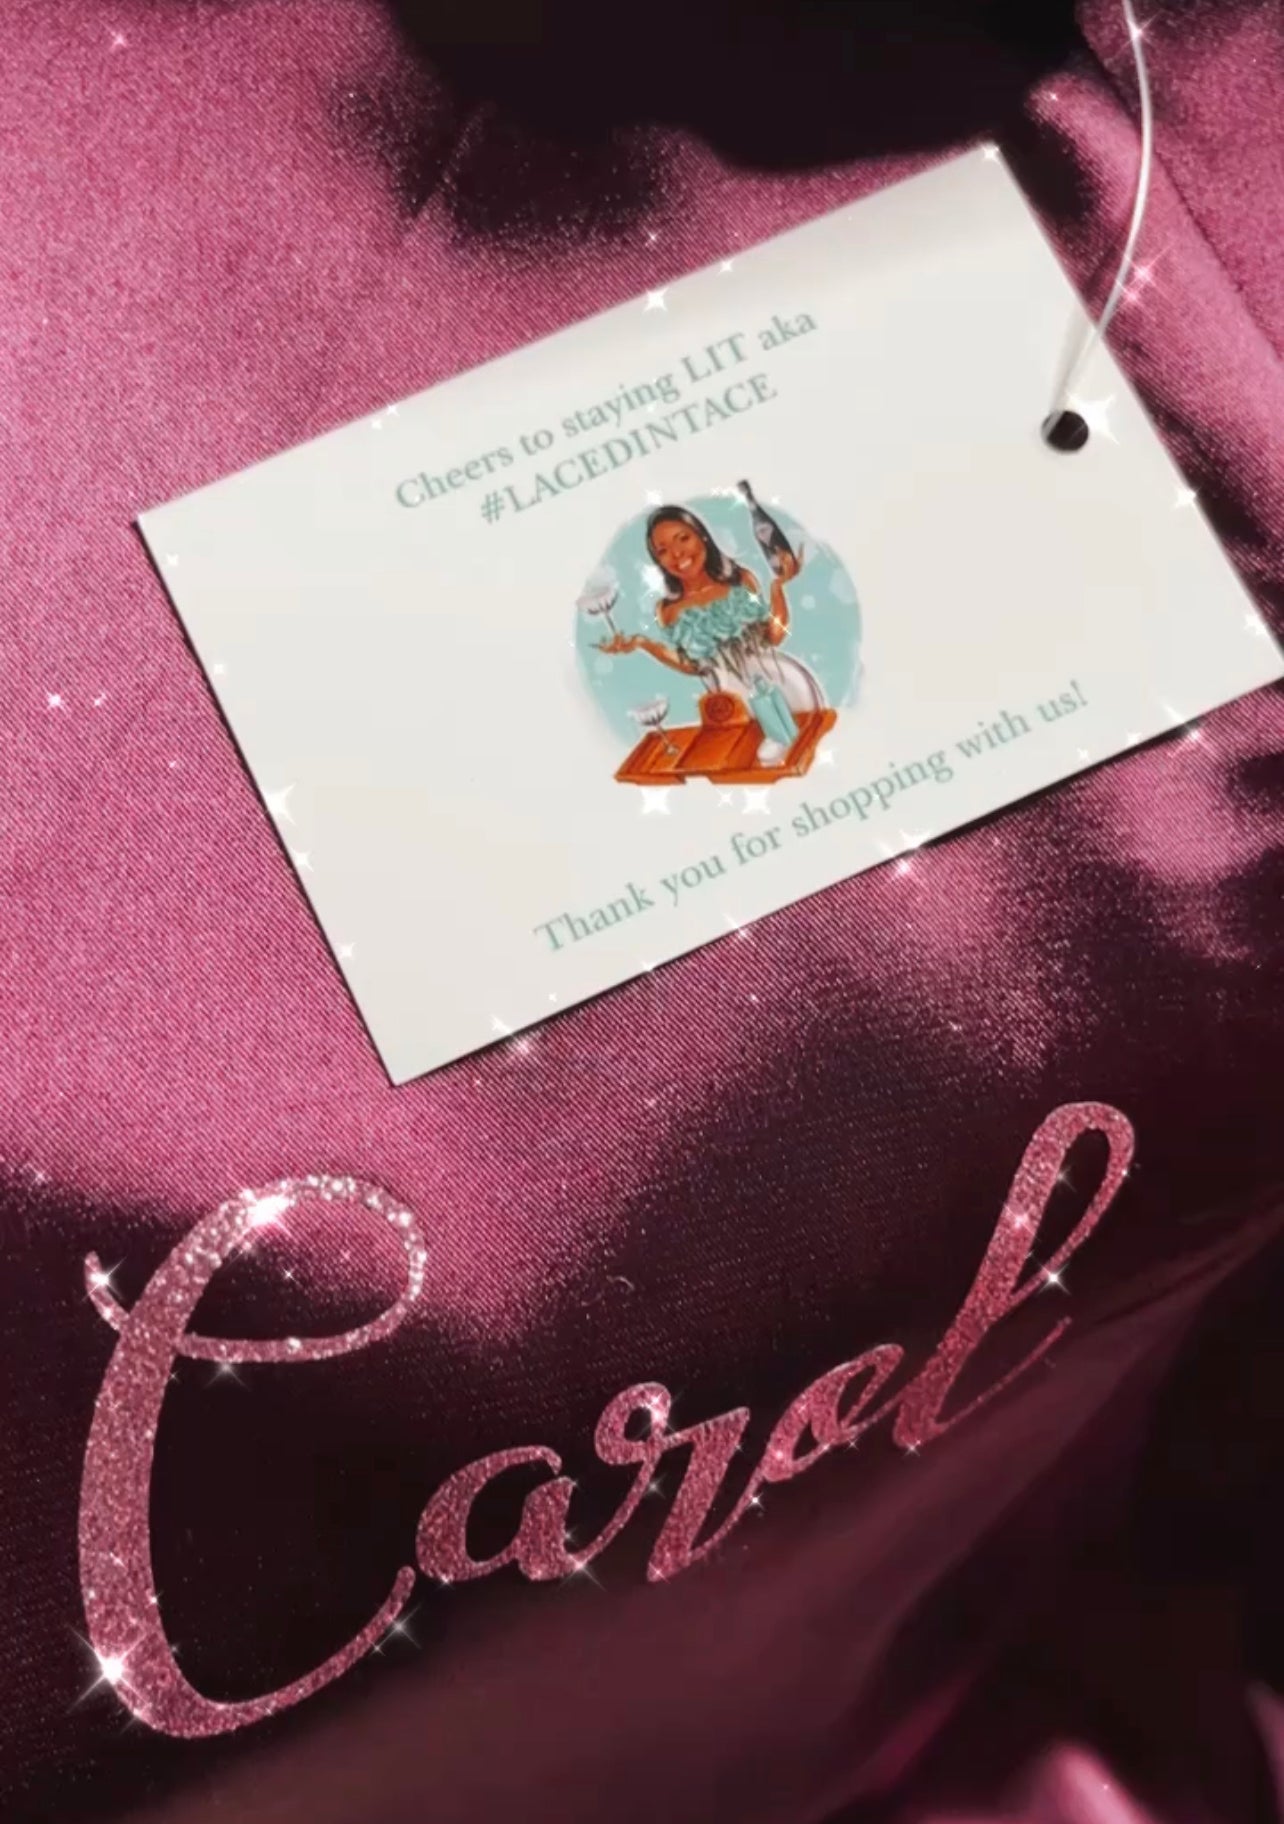 Cheers to staying LIT aka
#LACEDINTACE
Thank you for shopping with us!
Carol